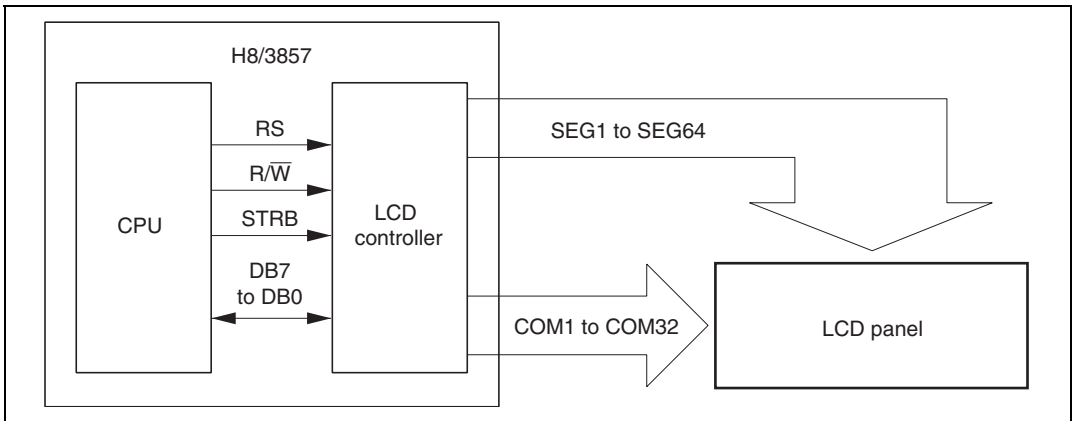 H8/3857
CPU
RS
R/W̅
STRB
DB7
to DB0
LCD
controller
SEG1 to SEG64
COM1 to COM32
LCD panel